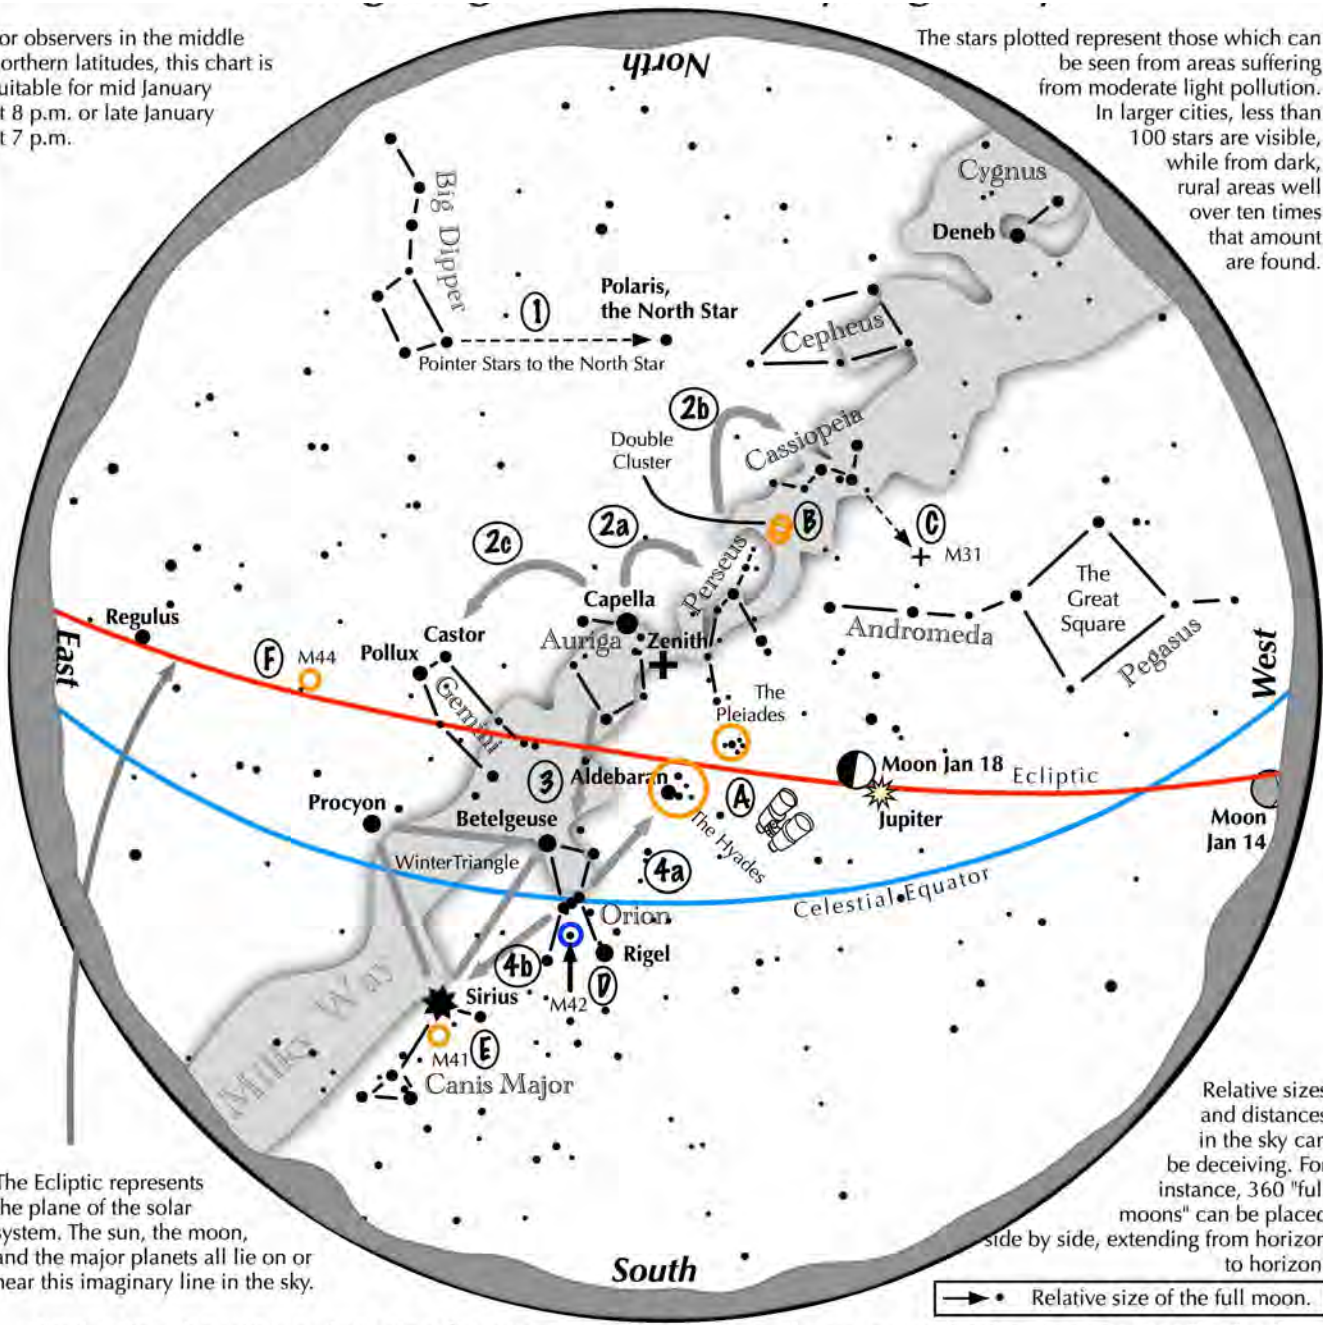 or observers in the middle
orthern latitudes, this chart is
uitable for mid January
t 8 p.m. or late January
t 7 p.m.
North
The stars plotted represent those which can
be seen from areas suffering
from moderate light pollution.
In larger cities, less than
100 stars are visible,
while from dark,
rural areas well
over ten times
that amount
are found.
Cygnus
Deneb
Big Dipper
1
Polaris,
the North Star
Pointer Stars to the North Star
Cepheus
2b
Cassiopeia
Double
Cluster
B
C
M31
2a
2c
Perseus
The
Great
Square
Pegasus
Andromeda
Capella
Auriga
Zenith
Regulus
East
F
M44
Castor
Pollux
Gemini
The
Pleiades
West
3
Aldebaran
A
The Hyades
Moon Jan 18
Jupiter
Ecliptic
Moon
Jan 14
Procyon
Betelgeuse
Winter Triangle
4a
Celestial Equator
Orion
Rigel
4b
D
M42
Sirius
M41
E
Canis Major
Milky Way
The Ecliptic represents
he plane of the solar
system. The sun, the moon,
and the major planets all lie on or
near this imaginary line in the sky.
South
Relative sizes
and distances
in the sky can
be deceiving. For
instance, 360 "full
moons" can be placed
side by side, extending from horizon
to horizon
Relative size of the full moon.